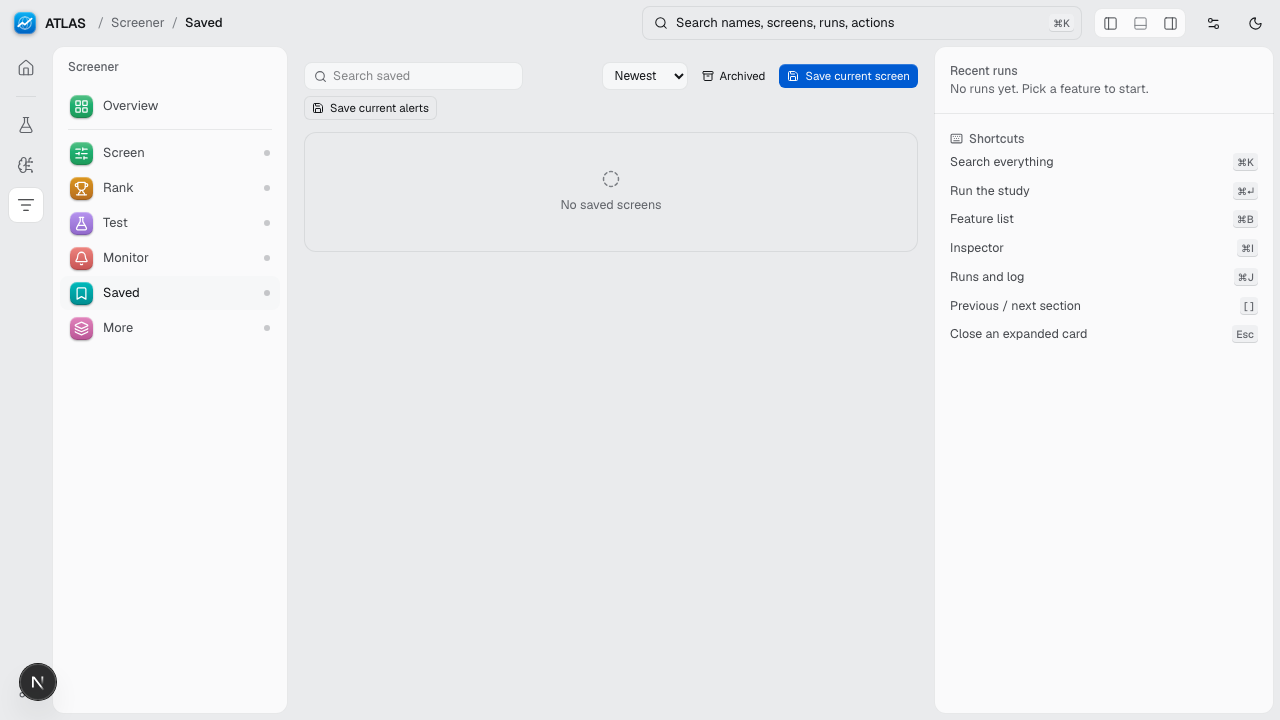 ATLAS / Screener / Saved
Search names, screens, runs, actions ⌘K
Screener
Overview
Screen
Rank
Test
Monitor
Saved
More
Search saved
Newest
Archived
Save current screen
Save current alerts
No saved screens
Recent runs
No runs yet. Pick a feature to start.
Shortcuts
Search everything ⌘K
Run the study ⌘↵
Feature list ⌘B
Inspector ⌘I
Runs and log ⌘J
Previous / next section [ ]
Close an expanded card Esc
N